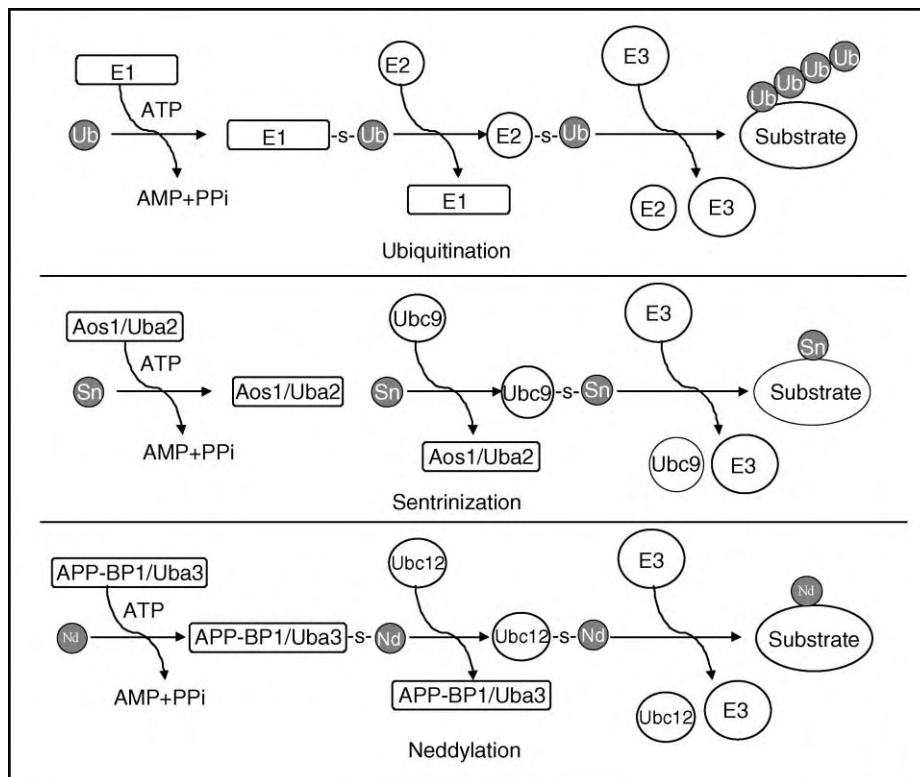 E1
ATP
Ub
AMP+PPi
E1 -s- Ub
E2
E1
E2 -s- Ub
E3
E2
E3
Ub Ub Ub Ub
Substrate
Ubiquitination
Aos1/Uba2
ATP
Sn
AMP+PPi
Aos1/Uba2
Sn
Ubc9
Aos1/Uba2
Ubc9 -s- Sn
E3
Ubc9
E3
Sn
Substrate
Sentrinization
APP-BP1/Uba3
ATP
Nd
AMP+PPi
APP-BP1/Uba3 -s- Nd
Ubc12
APP-BP1/Uba3
Ubc12 -s- Nd
E3
Ubc12
E3
Nd
Substrate
Neddylation